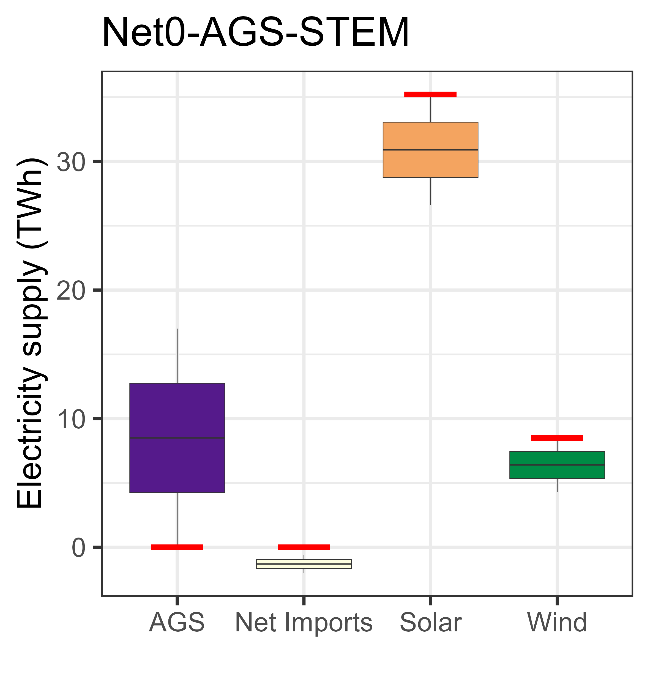 Net0-AGS-STEM
Electricity supply (TWh)
30
20
10
0
AGS Net Imports Solar Wind